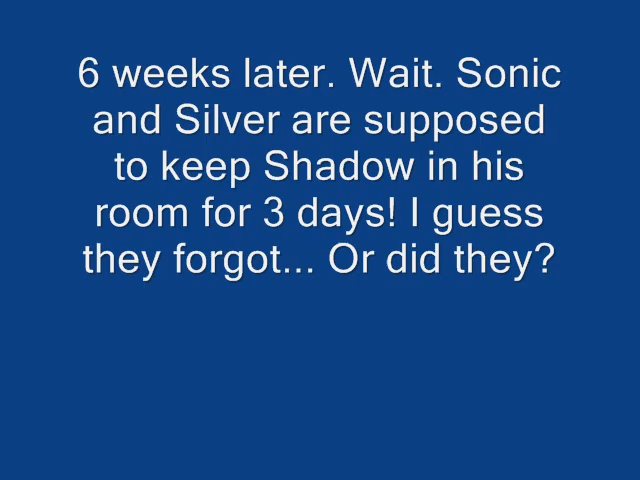 6 weeks later. Wait. Sonic
and Silver are supposed
to keep Shadow in his
room for 3 days! I guess
they forgot... Or did they?